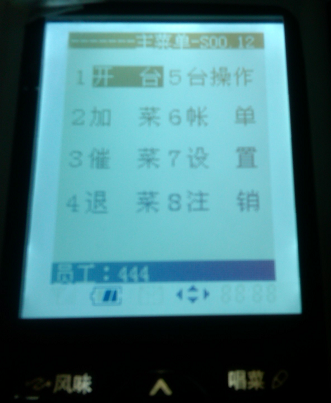 ------主菜单-S00.12
1开 台 5台操作
2加 菜 6帐 单
3催 菜 7设 置
4退 菜 8注 销
员工:444
风味 唱菜